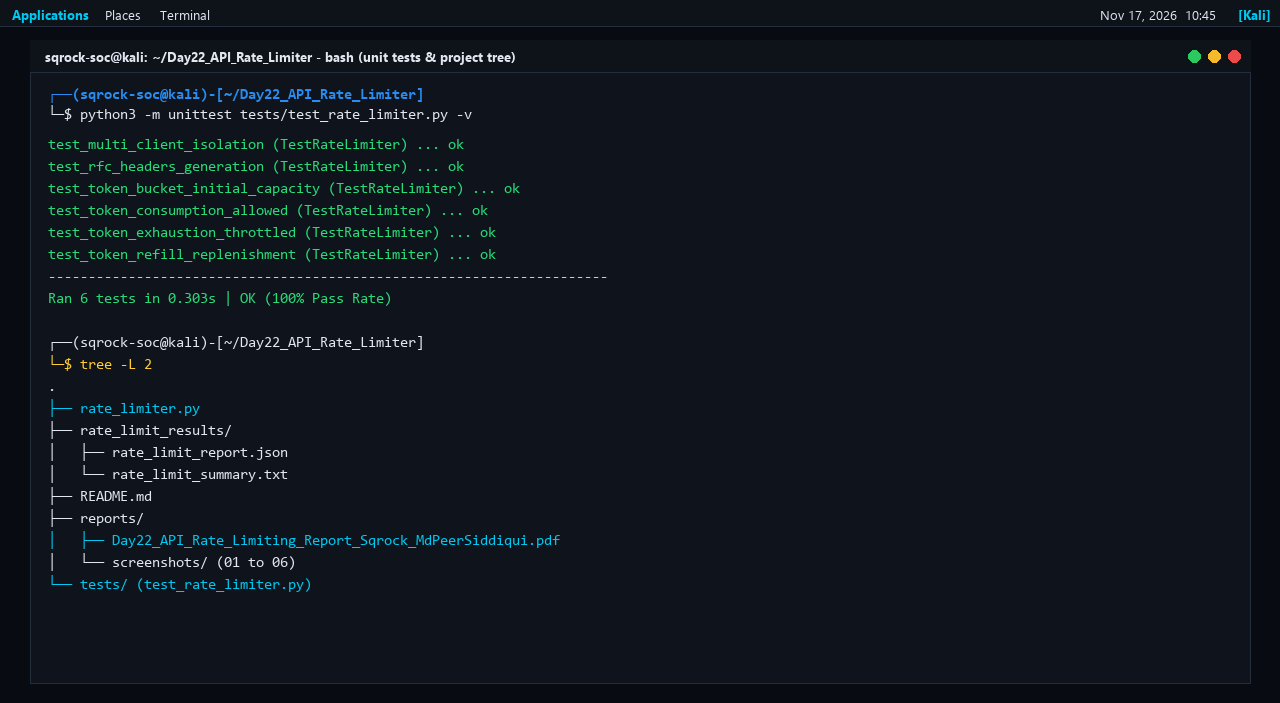 Applications Places Terminal Nov 17, 2026 10:45 [Kali]
sqrock-soc@kali: ~/Day22_API_Rate_Limiter - bash (unit tests & project tree)
┌──(sqrock-soc@kali)-[~/Day22_API_Rate_Limiter]
└─$ python3 -m unittest tests/test_rate_limiter.py -v
test_multi_client_isolation (TestRateLimiter) ... ok
test_rfc_headers_generation (TestRateLimiter) ... ok
test_token_bucket_initial_capacity (TestRateLimiter) ... ok
test_token_consumption_allowed (TestRateLimiter) ... ok
test_token_exhaustion_throttled (TestRateLimiter) ... ok
test_token_refill_replenishment (TestRateLimiter) ... ok
----------------------------------------------------------------------
Ran 6 tests in 0.303s | OK (100% Pass Rate)
┌──(sqrock-soc@kali)-[~/Day22_API_Rate_Limiter]
└─$ tree -L 2
.
├── rate_limiter.py
├── rate_limit_results/
│   ├── rate_limit_report.json
│   └── rate_limit_summary.txt
├── README.md
├── reports/
│   ├── Day22_API_Rate_Limiting_Report_Sqrock_MdPeerSiddiqui.pdf
│   └── screenshots/ (01 to 06)
└── tests/ (test_rate_limiter.py)